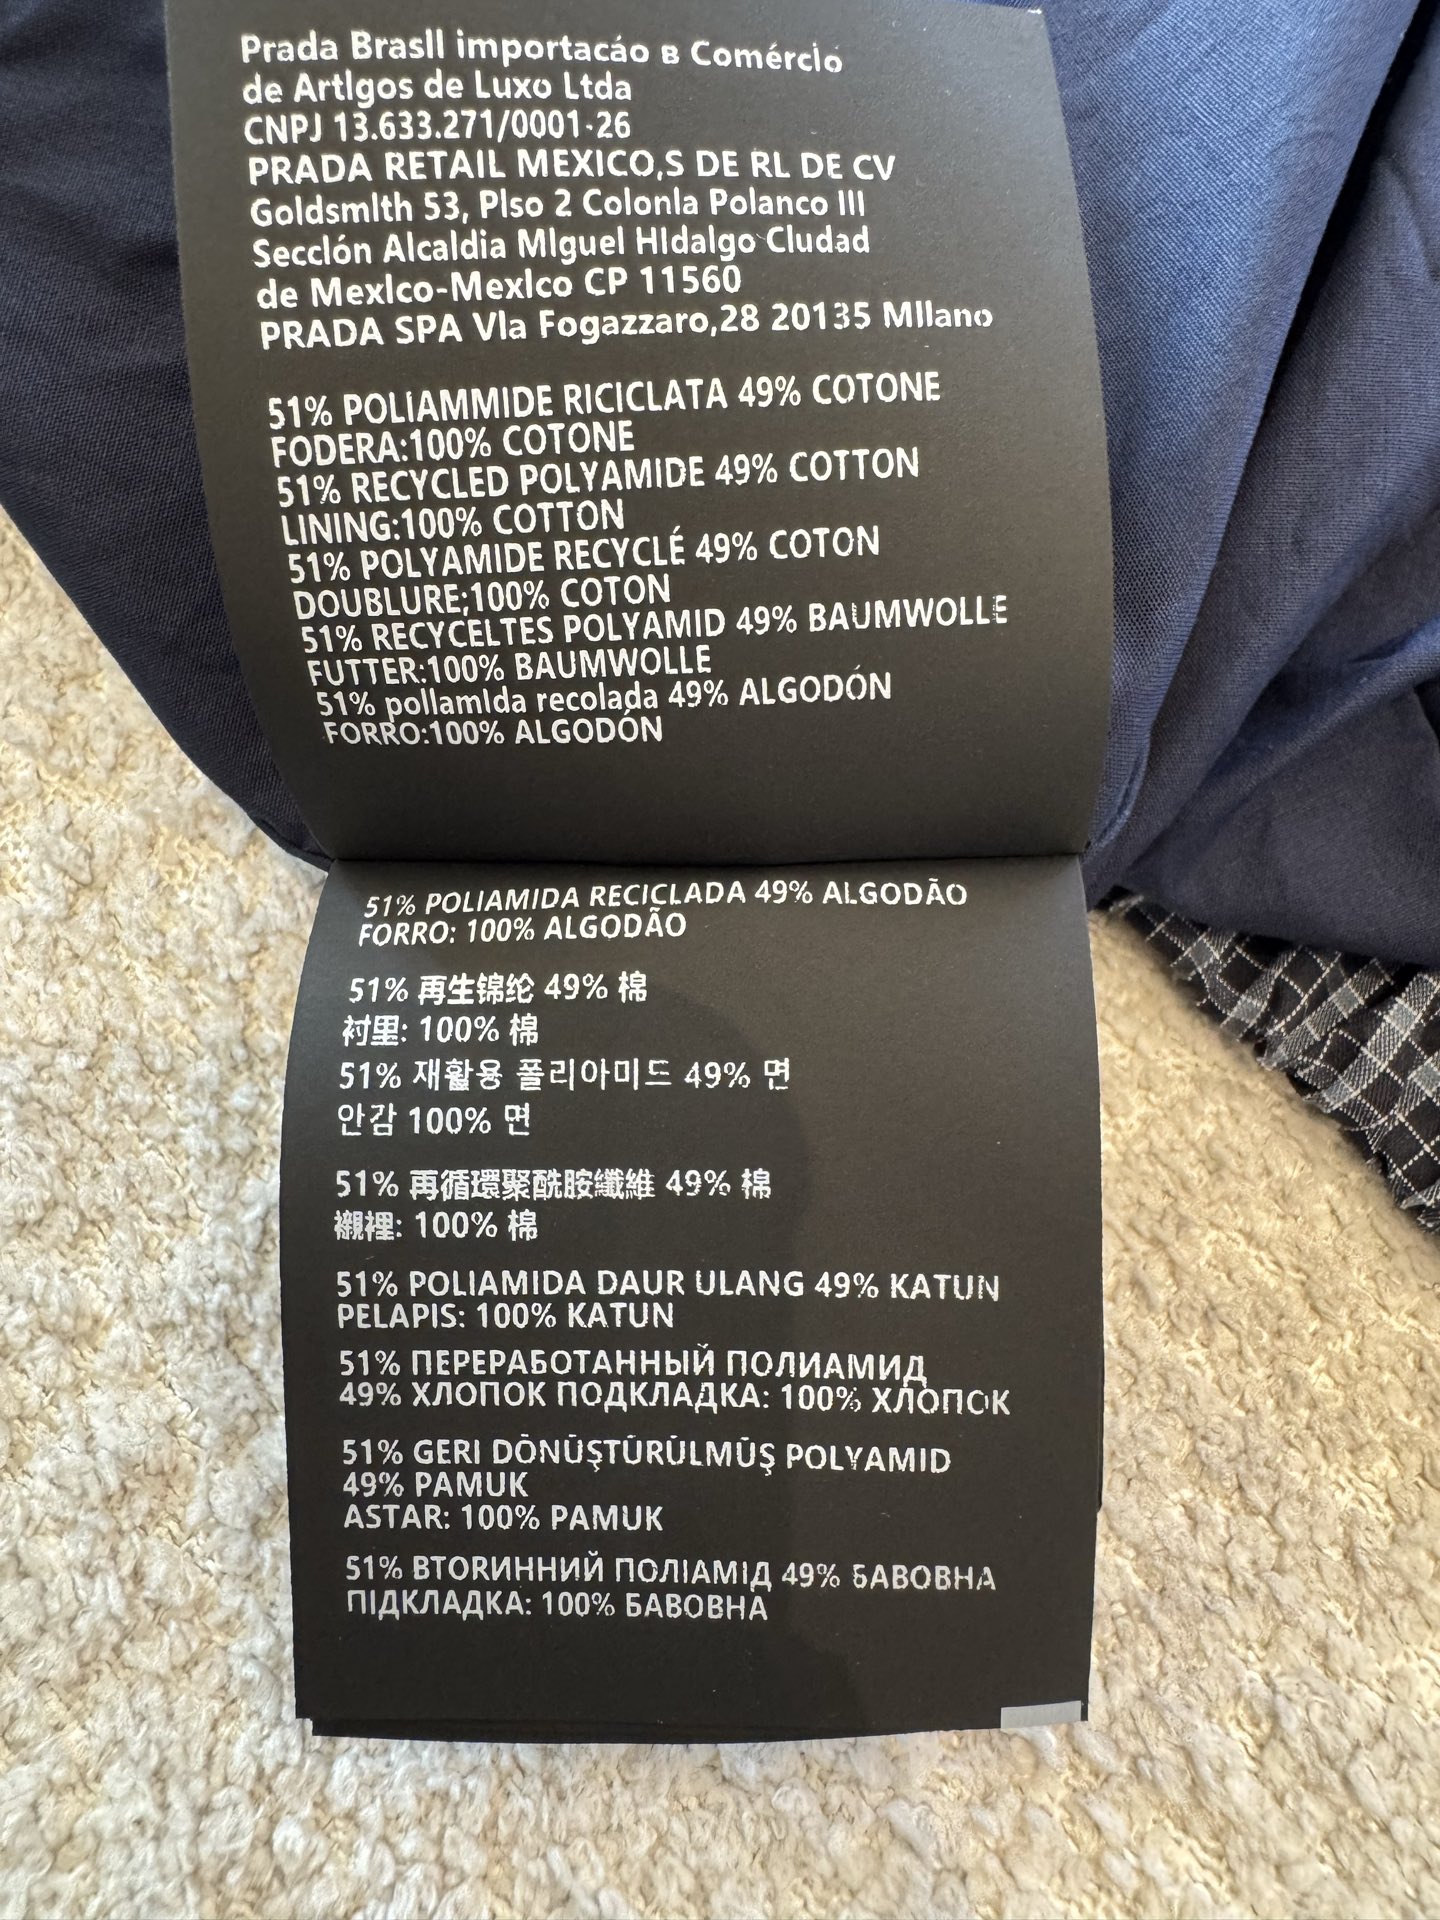 Prada Brasll importacáo в Comércio
de Artlgos de Luxo Ltda
CNPJ 13.633.271/0001-26
PRADA RETAIL MEXICO,S DE RL DE CV
Goldsmlth 53, Plso 2 Colonla Polanco III
Secclón Alcaldia Mlguel Hldalgo Cludad
de Mexlco-Mexlco CP 11560
PRADA SPA Vla Fogazzaro,28 20135 Mllano
51% POLIAMMIDE RICICLATA 49% COTONE
FODERA:100% COTONE
51% RECYCLED POLYAMIDE 49% COTTON
LINING:100% COTTON
51% POLYAMIDE RECYCLÉ 49% COTON
DOUBLURE;100% COTON
51% RECYCELTES POLYAMID 49% BAUMWOLLE
FUTTER:100% BAUMWOLLE
51% pollamlda recolada 49% ALGODÓN
FORRO:100% ALGODÓN
51% POLIAMIDA RECICLADA 49% ALGODÃO
FORRO: 100% ALGODÃO
51% 再生锦纶 49% 棉
衬里: 100% 棉
51% 재활용 폴리아미드 49% 면
안감 100% 면
51% 再循環聚酰胺纖維 49% 棉
襯裡: 100% 棉
51% POLIAMIDA DAUR ULANG 49% KATUN
PELAPIS: 100% KATUN
51% ПЕРЕРАБОТАННЫЙ ПОЛИАМИД
49% ХЛОПОК ПОДКЛАДКА: 100% ХЛОПОК
51% GERI DÖNÜŞTÜRÜLMÜŞ POLYAMID
49% PAMUK
ASTAR: 100% PAMUK
51% ВТОRИННИЙ ПОЛІАМІД 49% БАВОВНА
ПІДКЛАДКА: 100% БАВОВНА